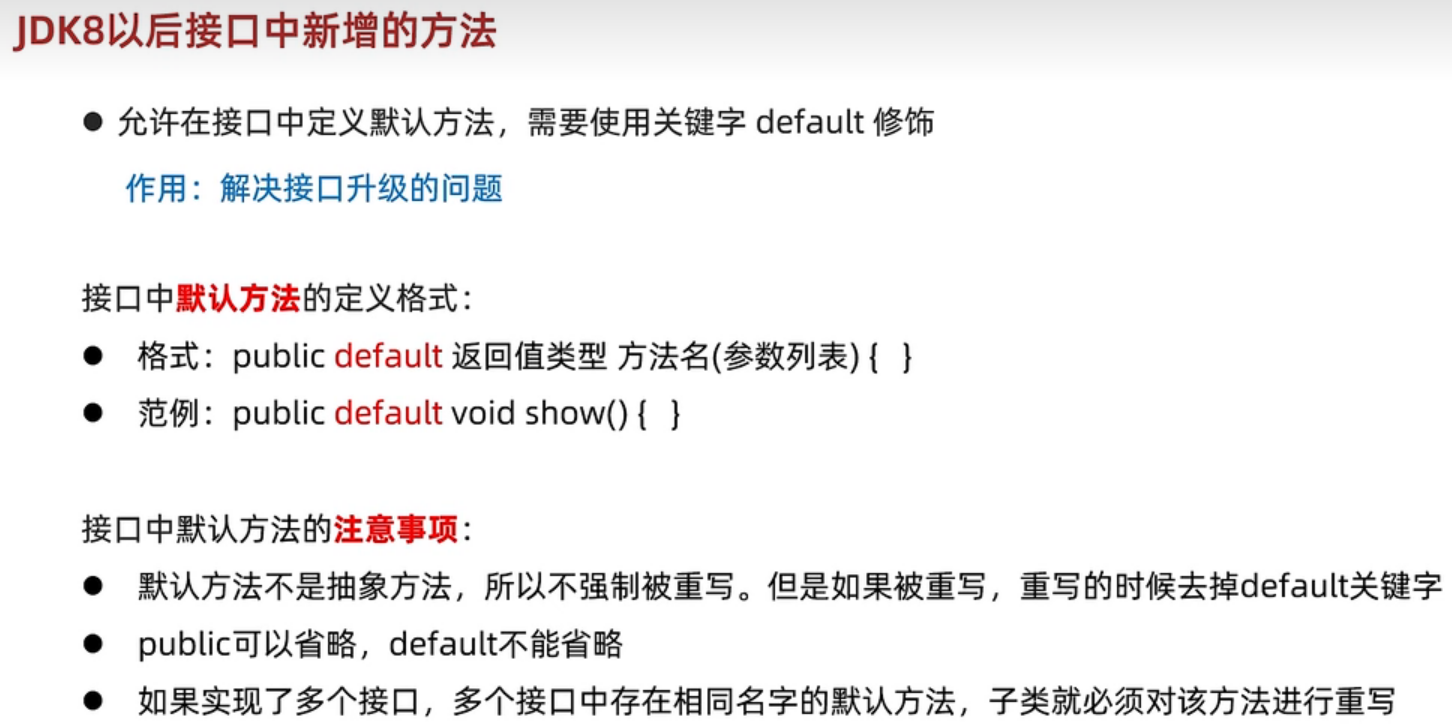 JDK8以后接口中新增的方法
● 允许在接口中定义默认方法，需要使用关键字 default 修饰
作用：解决接口升级的问题
接口中默认方法的定义格式：
● 格式：public default 返回值类型 方法名(参数列表) { }
● 范例：public default void show() { }
接口中默认方法的注意事项：
● 默认方法不是抽象方法，所以不强制被重写。但是如果被重写，重写的时候去掉default关键字
● public可以省略，default不能省略
● 如果实现了多个接口，多个接口中存在相同名字的默认方法，子类就必须对该方法进行重写